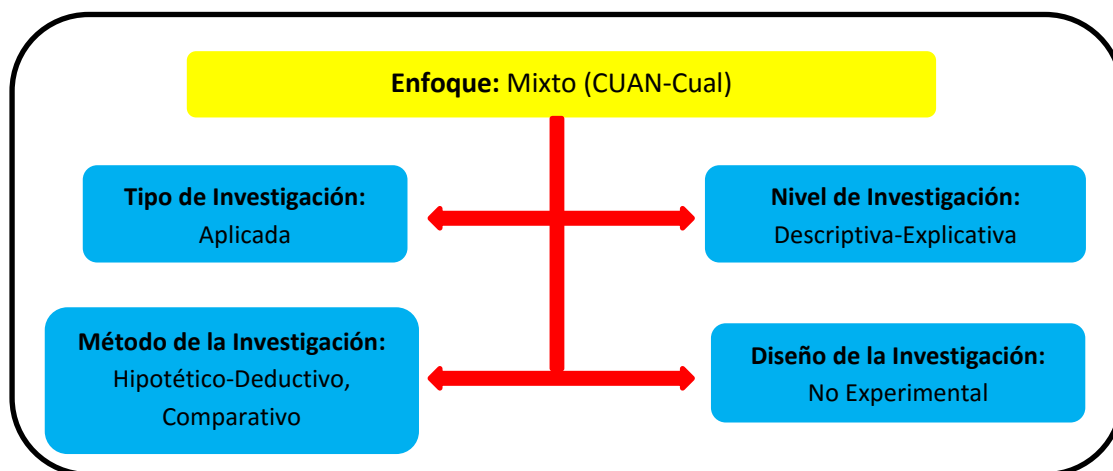 Enfoque: Mixto (CUAN-Cual)
Tipo de Investigación:
Aplicada
Nivel de Investigación:
Descriptiva-Explicativa
Método de la Investigación:
Hipotético-Deductivo,
Comparativo
Diseño de la Investigación:
No Experimental